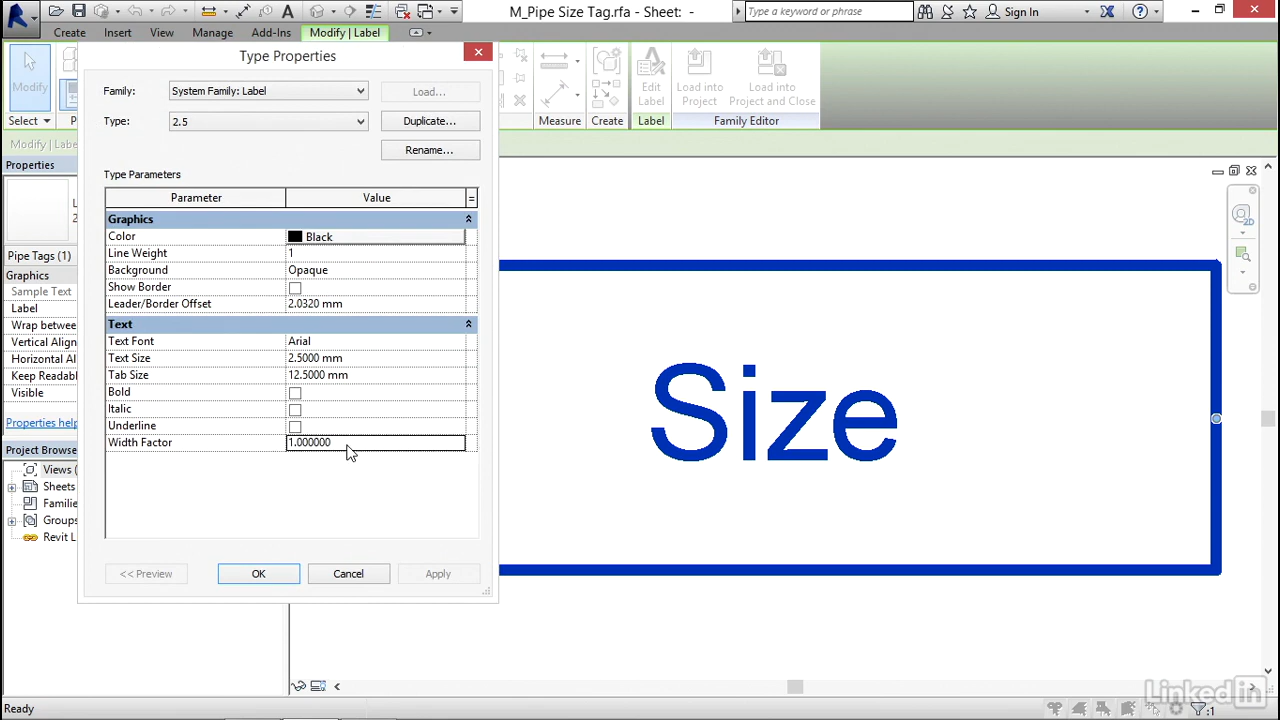 M_Pipe Size Tag.rfa - Sheet: -
Type a keyword or phrase
Sign In
Create
Insert
View
Manage
Add-Ins
Modify | Label
Modify
Select
Measure
Create
Edit
Label
Label
Load into
Project
Load into
Project and Close
Family Editor
Modify | Labe
Properties
Pipe Tags (1)
Graphics
Sample Text
Label
Wrap betwee
Vertical Align
Horizontal Al
Keep Readab
Visible
Properties help
Project Browser
Views (
Sheets
Familie
Groups
Revit L
Type Properties
Family:
System Family: Label
Load...
Type:
2.5
Duplicate...
Rename...
Type Parameters
Parameter
Value
=
Graphics
Color
Black
Line Weight
1
Background
Opaque
Show Border
Leader/Border Offset
2.0320 mm
Text
Text Font
Arial
Text Size
2.5000 mm
Tab Size
12.5000 mm
Bold
Italic
Underline
Width Factor
1.000000
<< Preview
OK
Cancel
Apply
Size
2D
Ready
:1
Linked in